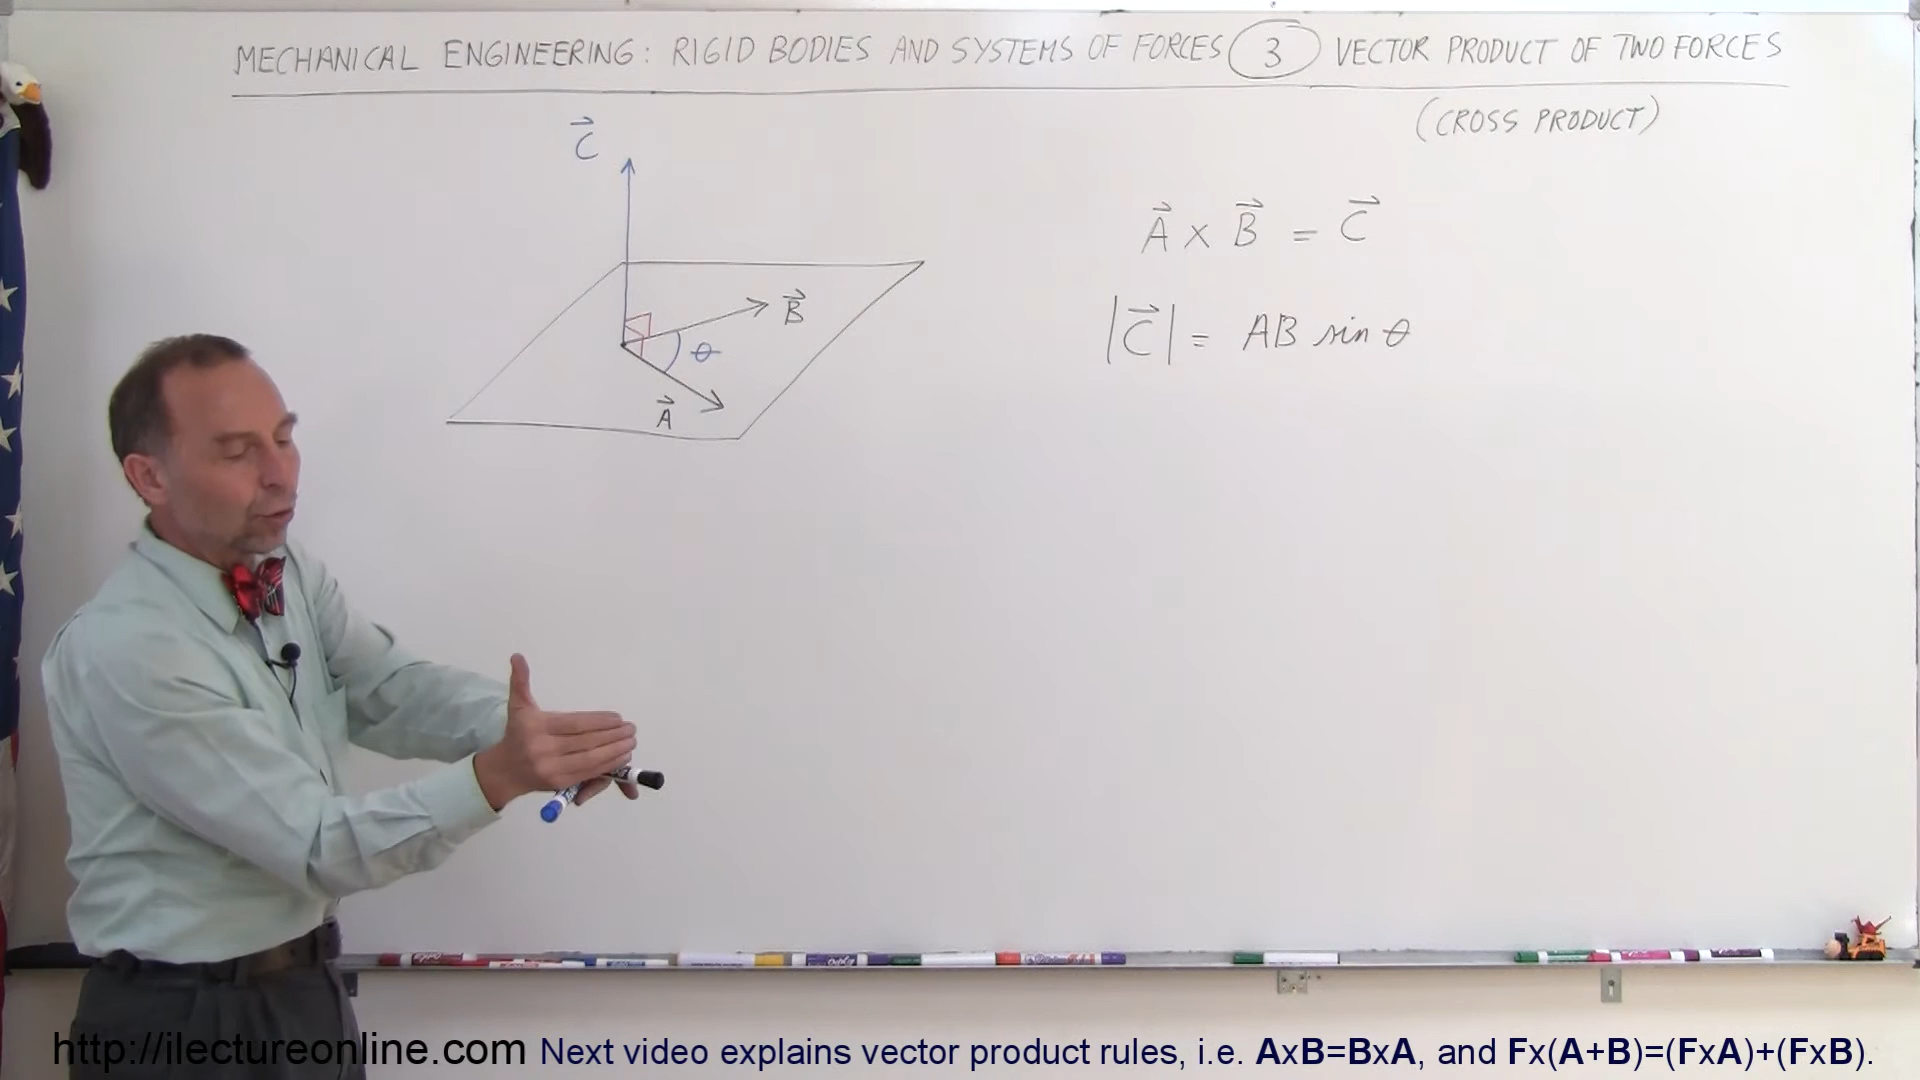 MECHANICAL ENGINEERING: RIGID BODIES AND SYSTEMS OF FORCES 3 VECTOR PRODUCT OF TWO FORCES
(CROSS PRODUCT)
C⃗
B⃗
θ
A⃗
A⃗ × B⃗ = C⃗
|C⃗| = AB sin θ
http://ilectureonline.com Next video explains vector product rules, i.e. AxB=BxA, and Fx(A+B)=(FxA)+(FxB).